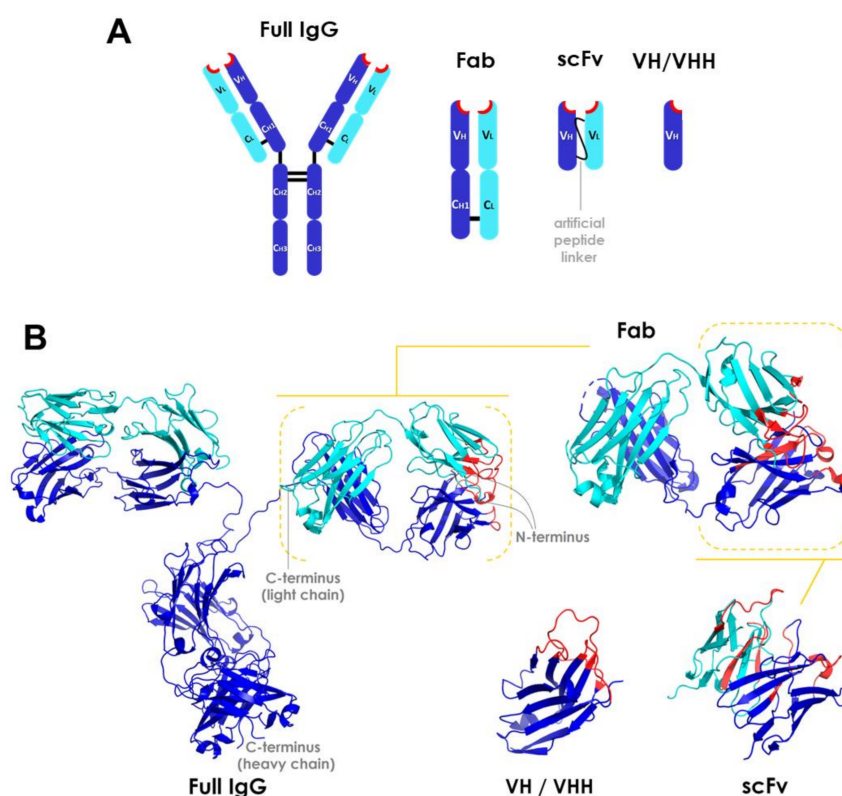 A
Full IgG
Fab
scFv
VH/VHH
VL
VH
VH
VL
CL
CH1
CH1
CL
CH2
CH2
CH3
CH3
VH
VL
CH1
CL
VH
VL
VH
artificial
peptide
linker
B
Fab
N-terminus
C-terminus
(light chain)
C-terminus
(heavy chain)
Full IgG
VH / VHH
scFv